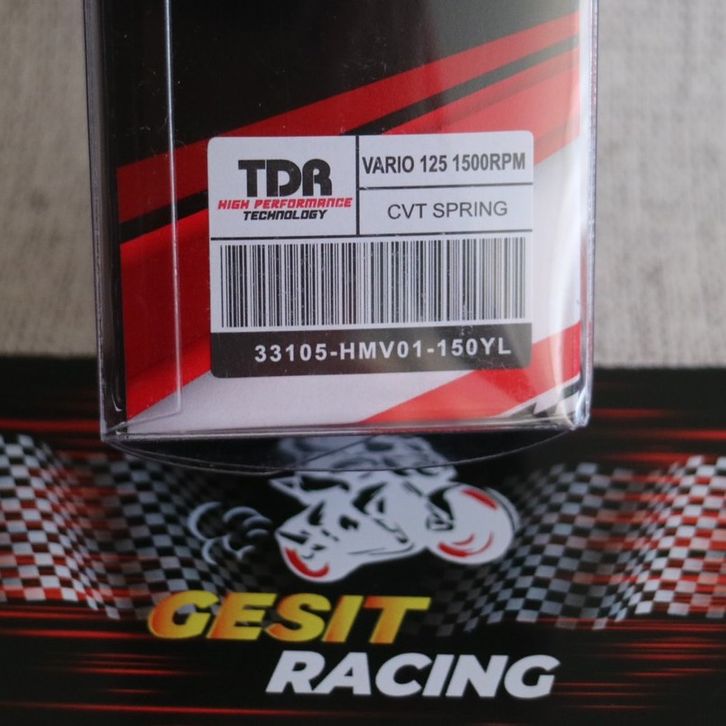 TDR
HIGH PERFORMANCE
TECHNOLOGY
VARIO 125 1500RPM
CVT SPRING
33105-HMV01-150YL
GESIT
RACING